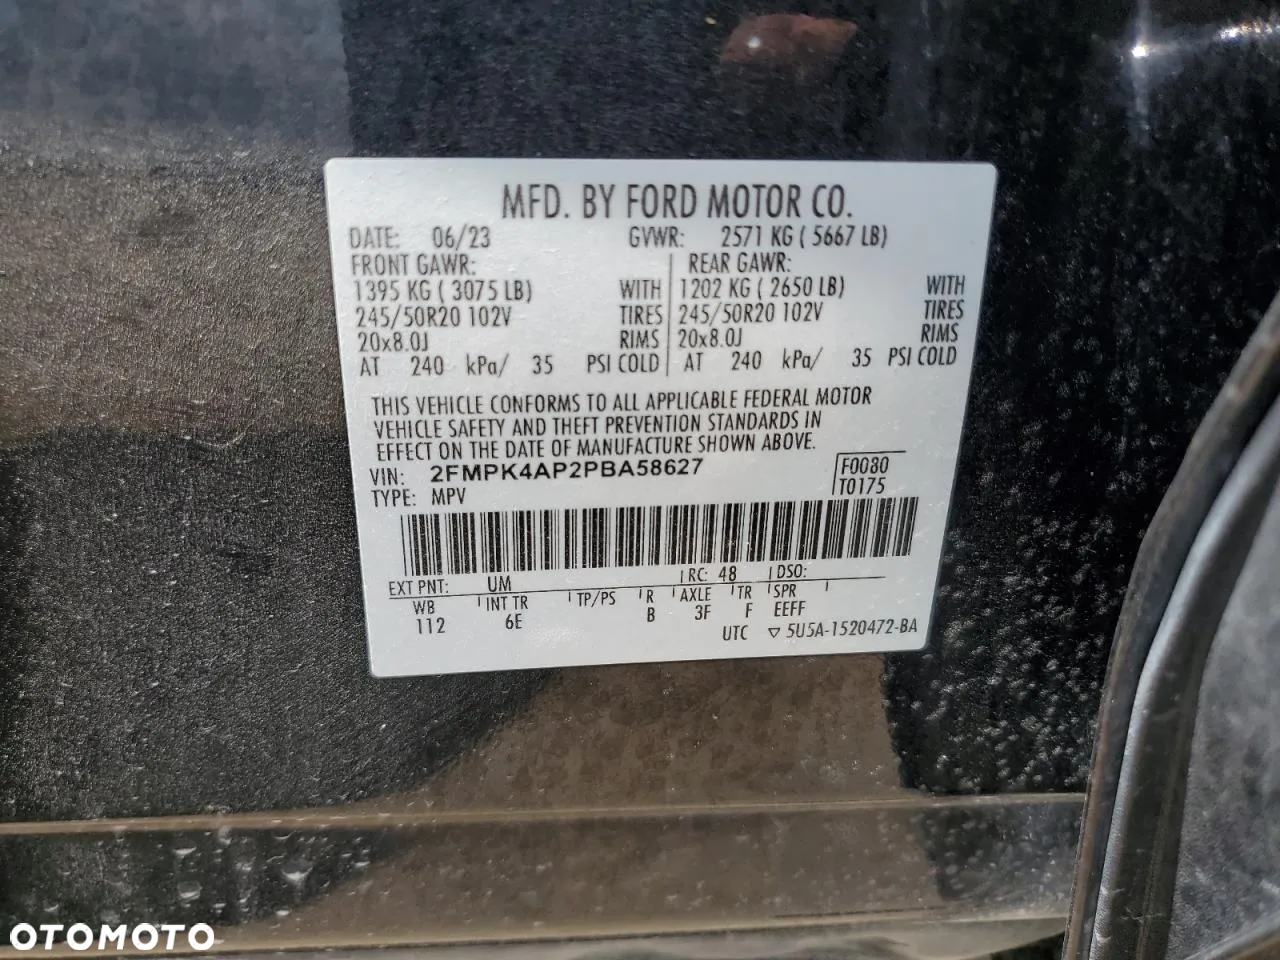 MFD. BY FORD MOTOR CO.
DATE: 06/23 GVWR: 2571 KG ( 5667 LB)
FRONT GAWR: REAR GAWR:
1395 KG ( 3075 LB) WITH 1202 KG ( 2650 LB) WITH
245/50R20 102V TIRES 245/50R20 102V TIRES
20x8.0J RIMS 20x8.0J RIMS
AT 240 kPa/ 35 PSI COLD AT 240 kPa/ 35 PSI COLD
THIS VEHICLE CONFORMS TO ALL APPLICABLE FEDERAL MOTOR
VEHICLE SAFETY AND THEFT PREVENTION STANDARDS IN
EFFECT ON THE DATE OF MANUFACTURE SHOWN ABOVE.
VIN: 2FMPK4AP2PBA58627 F0080
TYPE: MPV T0175
EXT PNT: UM RC: 48 DSO:
WB INT TR TP/PS R AXLE TR SPR
112 6E B 3F F EEFF
UTC ▽ 5U5A-1520472-BA
OTOMOTO